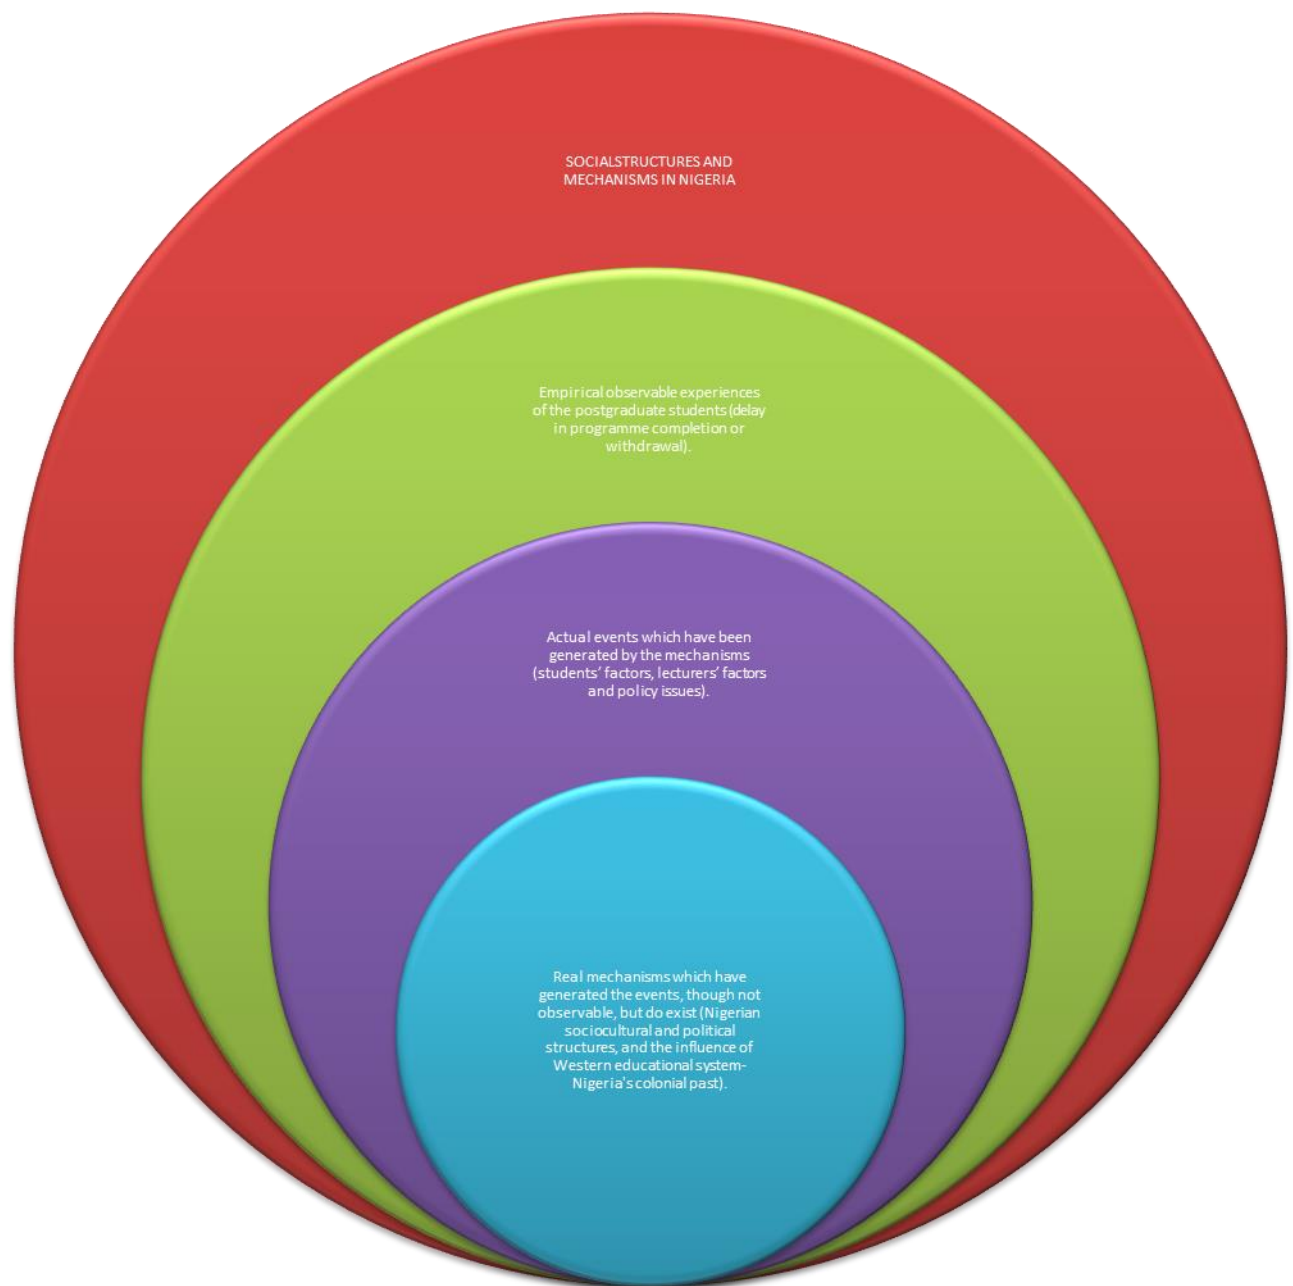 SOCIALSTRUCTURES AND
MECHANISMS IN NIGERIA
Empirical observable experiences
of the postgraduate students (delay
in programme completion or
withdrawal).
Actual events which have been
generated by the mechanisms
(students' factors, lecturers' factors
and policy issues).
Real mechanisms which have
generated the events, though not
observable, but do exist (Nigerian
sociocultural and political
structures, and the influence of
Western educational system-
Nigeria's colonial past).